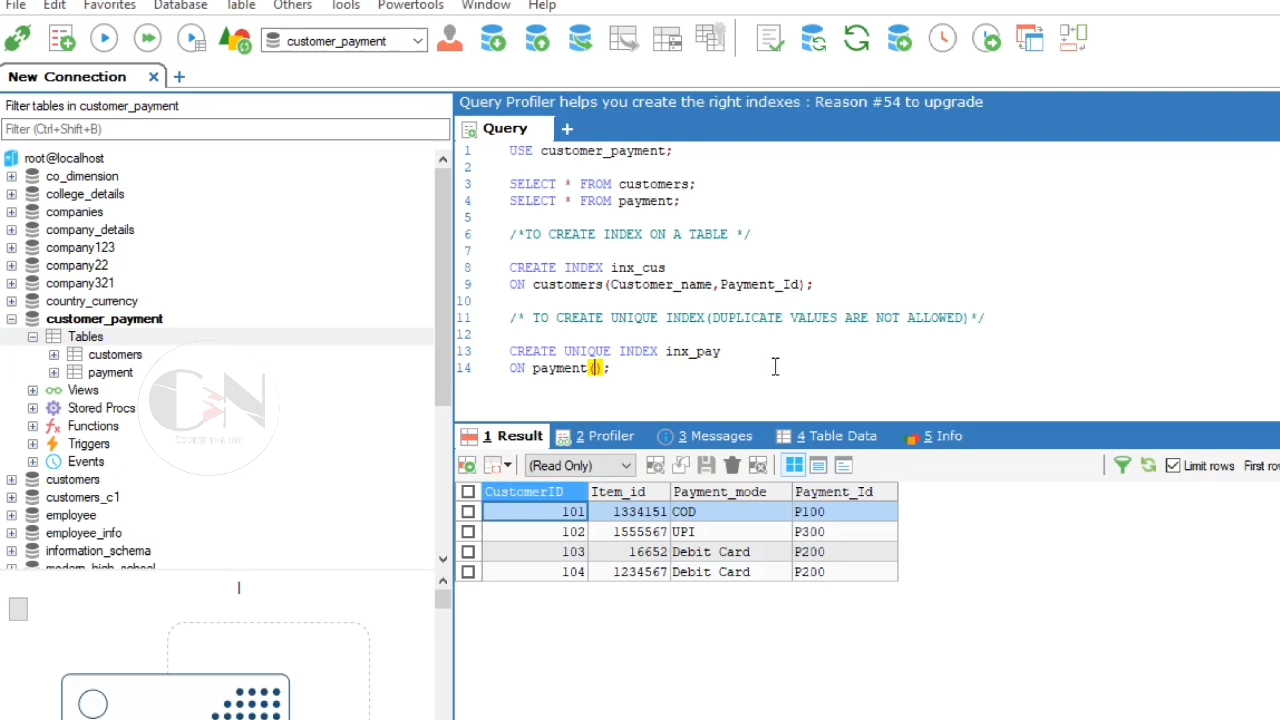 File Edit Favorites Database Table Others Tools Powertools Window Help
customer_payment
New Connection × +
Filter tables in customer_payment
Filter (Ctrl+Shift+B)
root@localhost
co_dimension
college_details
companies
company_details
company123
company22
company321
country_currency
customer_payment
Tables
customers
payment
Views
Stored Procs
Functions
Triggers
Events
customers
customers_c1
employee
employee_info
information_schema
modern_high_school
Query Profiler helps you create the right indexes : Reason #54 to upgrade
Query +
1 USE customer_payment;
2
3 SELECT * FROM customers;
4 SELECT * FROM payment;
5
6 /*TO CREATE INDEX ON A TABLE */
7
8 CREATE INDEX inx_cus
9 ON customers(Customer_name,Payment_Id);
10
11 /* TO CREATE UNIQUE INDEX(DUPLICATE VALUES ARE NOT ALLOWED)*/
12
13 CREATE UNIQUE INDEX inx_pay
14 ON payment();
1 Result 2 Profiler 3 Messages 4 Table Data 5 Info
(Read Only) Limit rows First row
CustomerID Item_id Payment_mode Payment_Id
101 1334151 COD P100
102 1555567 UPI P300
103 16652 Debit Card P200
104 1234567 Debit Card P200